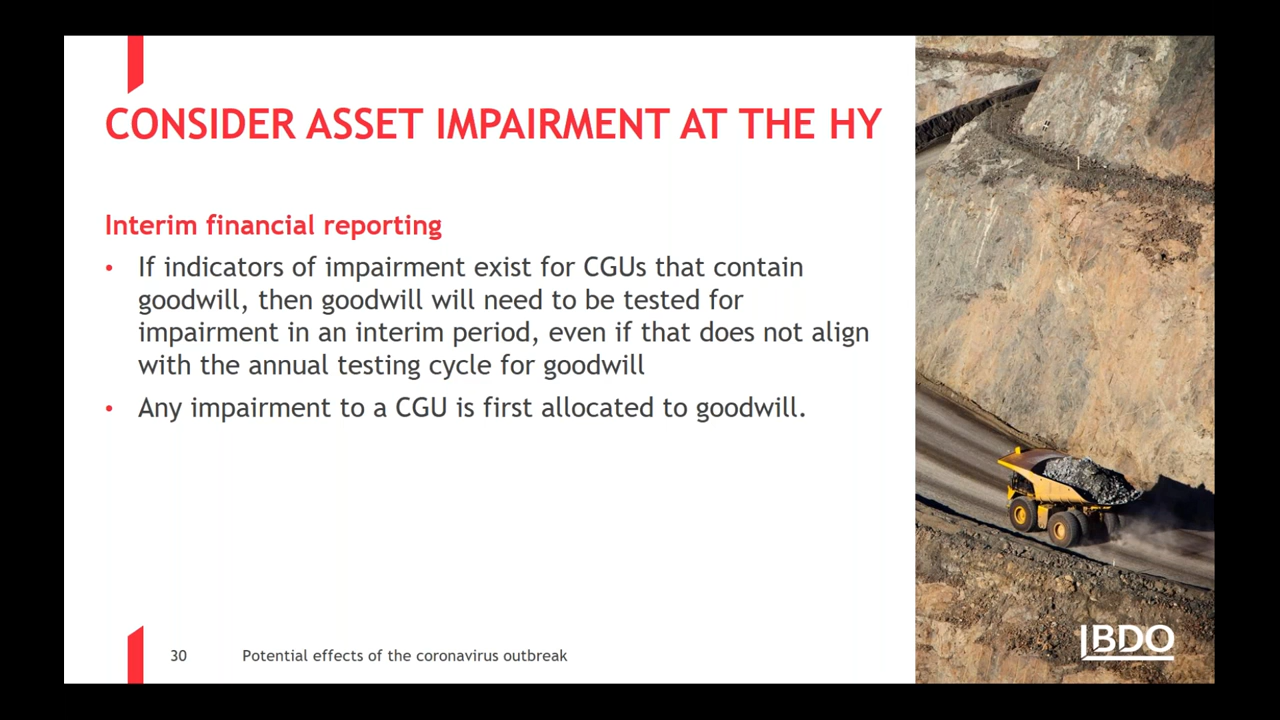 CONSIDER ASSET IMPAIRMENT AT THE HY
Interim financial reporting
• If indicators of impairment exist for CGUs that contain
goodwill, then goodwill will need to be tested for
impairment in an interim period, even if that does not align
with the annual testing cycle for goodwill
• Any impairment to a CGU is first allocated to goodwill.
30 Potential effects of the coronavirus outbreak
BDO